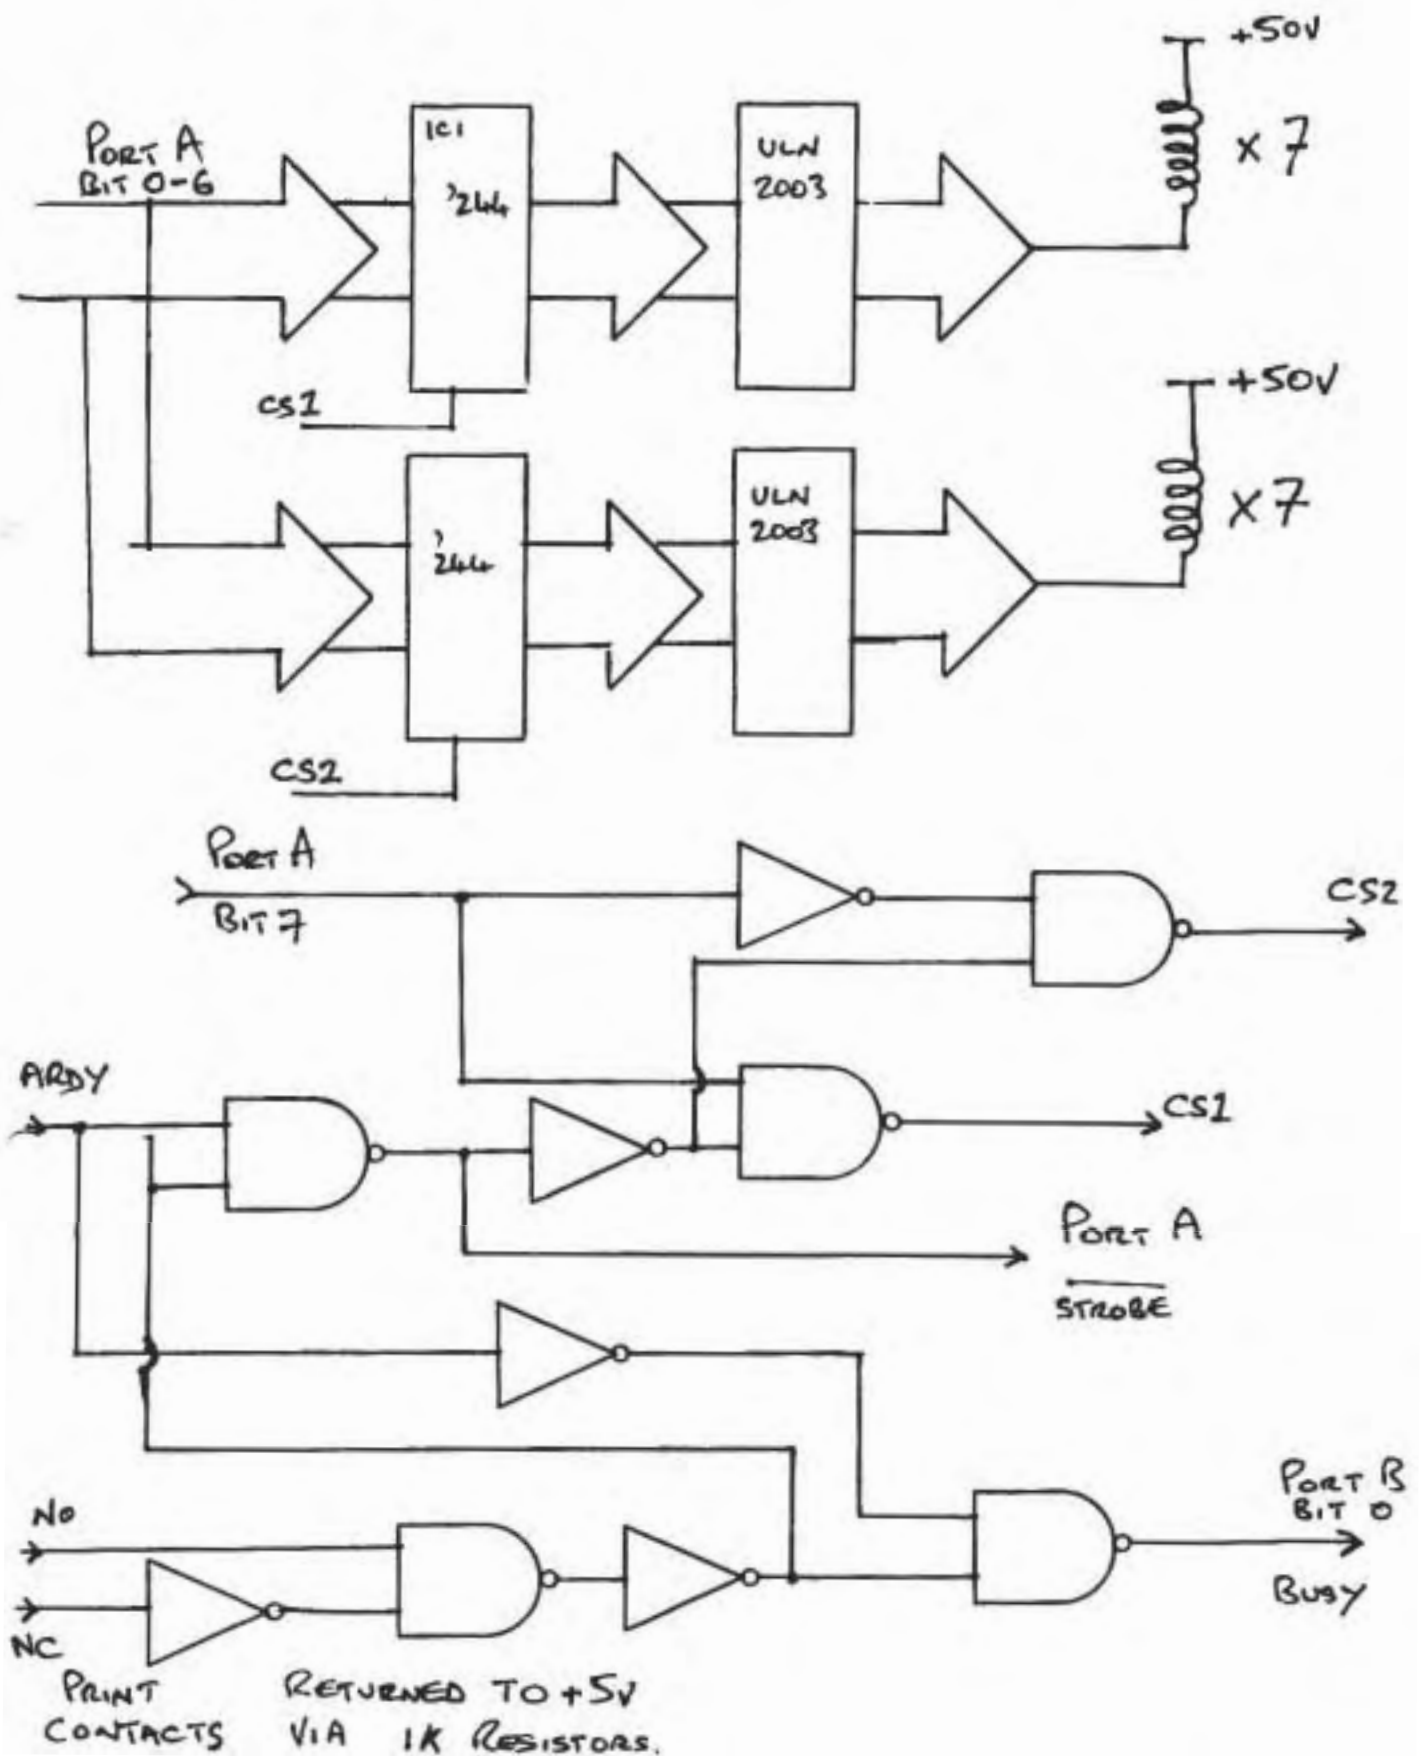 +50V
PORT A
BIT 0-6
IC1
'244
ULN
2003
x 7
CS1
+50V
'
244
ULN
2003
x 7
CS2
PORT A
BIT 7
CS2
ARDY
CS1
PORT A
STROBE
NO
PORT B
BIT 0
BUSY
NC
PRINT RETURNED TO +5V
CONTACTS VIA 1K RESISTORS.